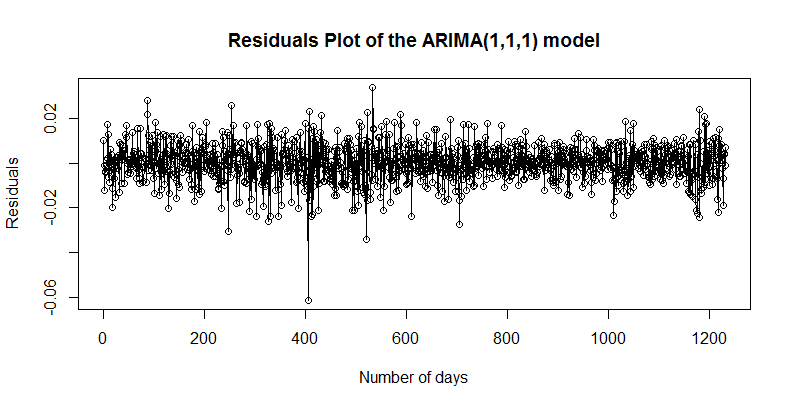 Residuals Plot of the ARIMA(1,1,1) model
Residuals
0.02
-0.02
-0.06
0 200 400 600 800 1000 1200
Number of days